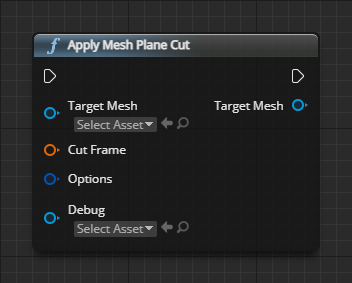 f Apply Mesh Plane Cut
Target Mesh Target Mesh
Select Asset
Cut Frame
Options
Debug
Select Asset